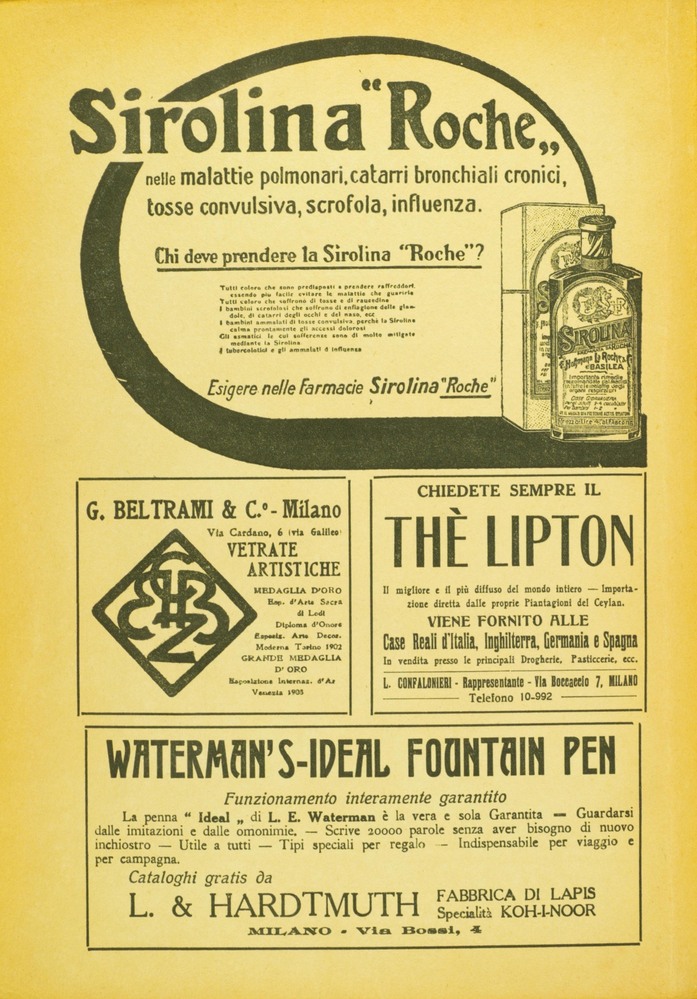 Sirolina "Roche„
nelle malattie polmonari, catarri bronchiali cronici,
tosse convulsiva, scrofola, influenza.
Chi deve prendere la Sirolina "Roche"?
Tutti coloro che sono predisposti a prendere raffreddori,
essendo più facile evitare le malattie che guarirle
Tutti coloro che soffrono di tosse e di raucedine
I bambini scrofolosi che soffrono di enfiagione delle glan-
dole, di catarri degli occhi e del naso, ecc
I bambini ammalati di tosse convulsiva, perchè la Sirolina
calma prontamente gli accessi dolorosi
Gli asmatici le cui sofferenze sono di molto mitigate
mediante la Sirolina
I tubercolotici e gli ammalati d influenza
Esigere nelle Farmacie Sirolina "Roche"
SIROLINA
F. Hoffmann La Roche & C.
BASILEA
G. BELTRAMI & C.º - Milano
Via Cardano, 6 (via Galileo)
VETRATE
ARTISTICHE
MEDAGLIA D'ORO
Esp. d'Arte Sacra
di Lodi
Diploma d'Onore
Esposiz. Arte Decor.
Moderna Torino 1902
GRANDE MEDAGLIA
D'ORO
Esposizione Internaz. d'Ar
Venezia 1903
CHIEDETE SEMPRE IL
THÈ LIPTON
Il migliore e il più diffuso del mondo intiero — Importa-
zione diretta dalle proprie Piantagioni del Ceylan.
VIENE FORNITO ALLE
Case Reali d'Italia, Inghilterra, Germania e Spagna
In vendita presso le principali Drogherie, Pasticcerie, ecc.
L. CONFALONIERI - Rappresentante - Via Boccaccio 7, MILANO
Telefono 10-992
WATERMAN'S-IDEAL FOUNTAIN PEN
Funzionamento interamente garantito
La penna “ Ideal „ di L. E. Waterman è la vera e sola Garantita — Guardarsi
dalle imitazioni e dalle omonimie. — Scrive 20000 parole senza aver bisogno di nuovo
inchiostro — Utile a tutti — Tipi speciali per regalo — Indispensabile per viaggio e
per campagna.
Cataloghi gratis da
L. & HARDTMUTH FABBRICA DI LAPIS
Specialità KOH-I-NOOR
MILANO - Via Bossi, 4